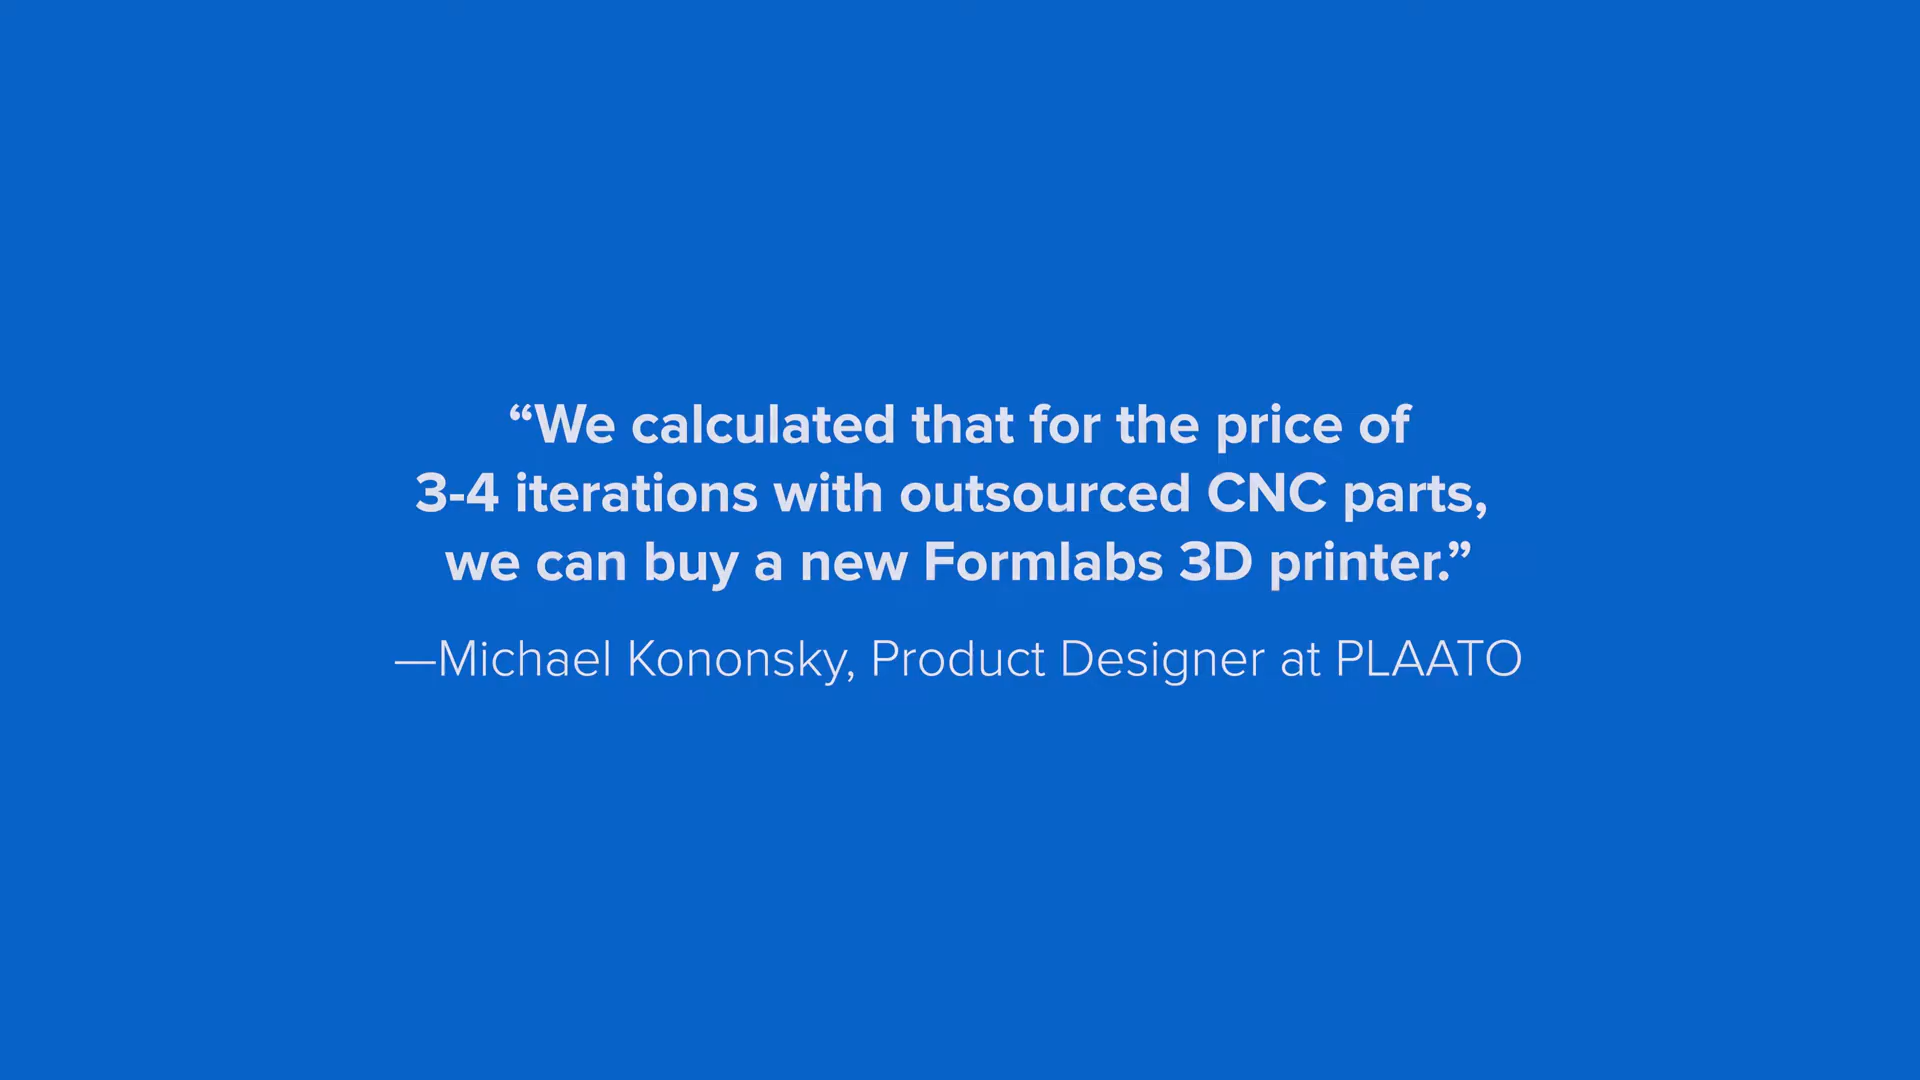 “We calculated that for the price of
3-4 iterations with outsourced CNC parts,
we can buy a new Formlabs 3D printer.”
—Michael Kononsky, Product Designer at PLAATO